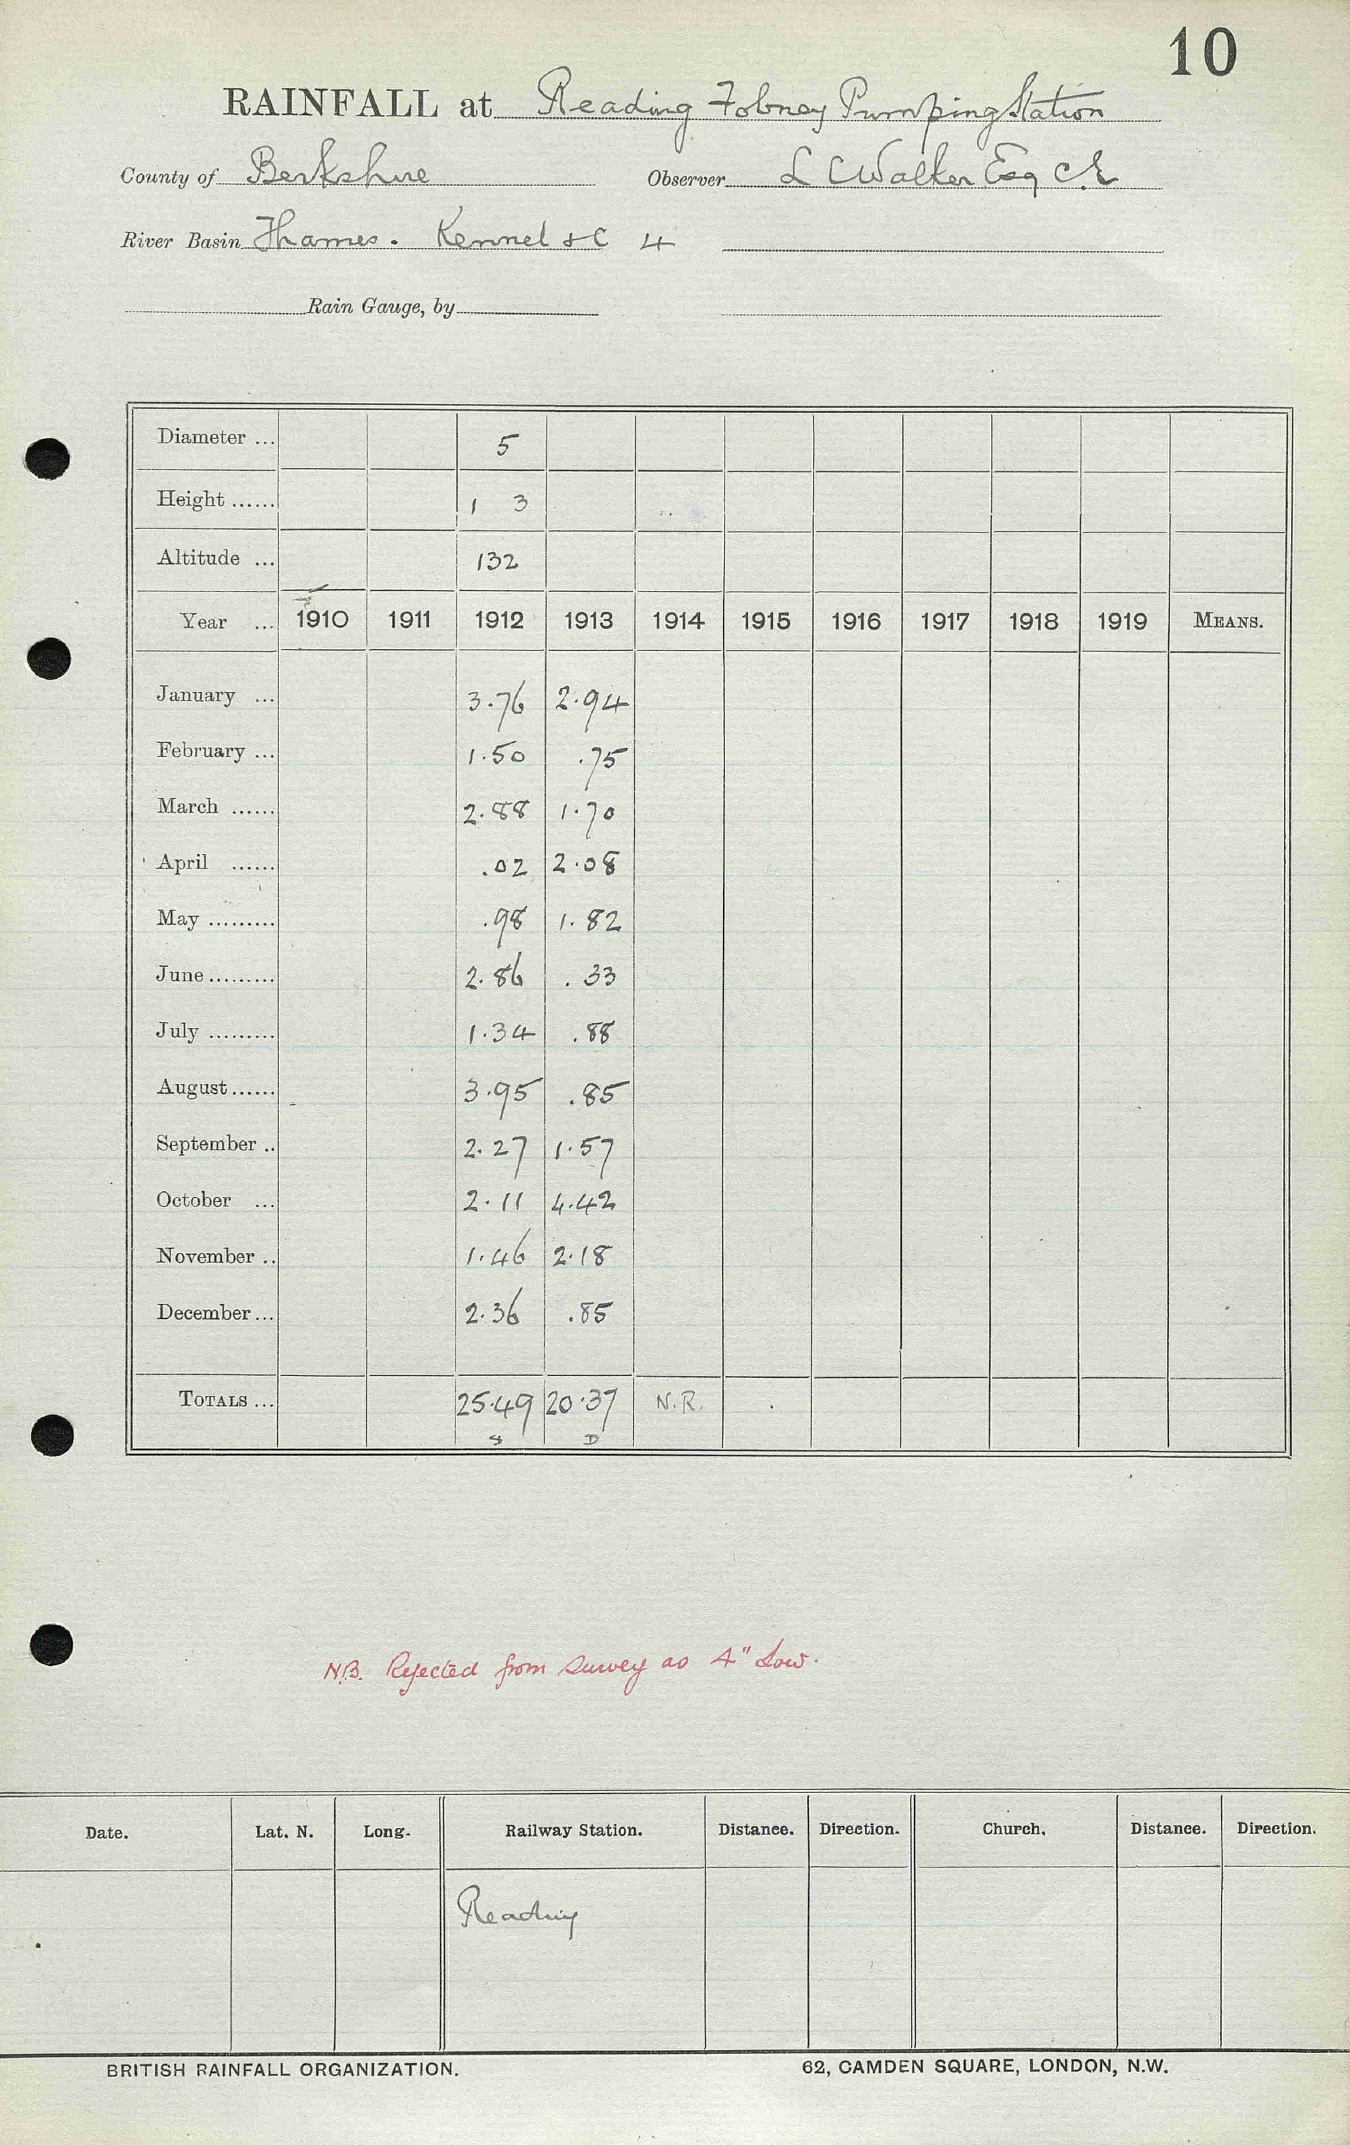 10
RAINFALL at Reading Fobney Pumping Station
County of Berkshire Observer L C Walker Esq C.E
River Basin Thames. Kennet &c 4
Rain Gauge, by
Diameter ... 5
Height ...... 1 3
Altitude ... 132
Year ... 1910 1911 1912 1913 1914 1915 1916 1917 1918 1919 MEANS.
January ... 3.76 2.94
February ... 1.50 .75
March ...... 2.88 1.70
April ...... .02 2.08
May ......... .98 1.82
June ......... 2.86 .33
July ......... 1.34 .88
August ...... 3.95 .85
September .. 2.27 1.57
October ... 2.11 4.42
November .. 1.46 2.18
December ... 2.36 .85
TOTALS ... 25.49 20.37 N.R.
D
N.B. Rejected from survey as 4" Low.
Date. Lat. N. Long. Railway Station. Distance. Direction. Church. Distance. Direction.
Reading
BRITISH RAINFALL ORGANIZATION. 62, CAMDEN SQUARE, LONDON, N.W.